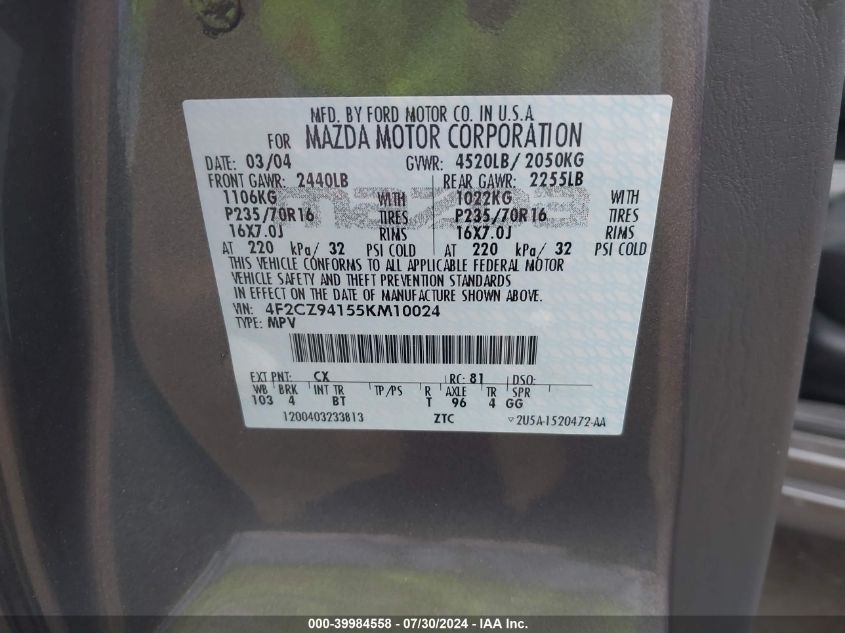 MFD. BY FORD MOTOR CO. IN U.S.A
FOR MAZDA MOTOR CORPORATION
DATE: 03/04 GVWR: 4520LB/ 2050KG
FRONT GAWR: 2440LB REAR GAWR: 2255LB
1106KG WITH 1022KG WITH
P235/70R16 TIRES P235/70R16 TIRES
16X7.0J RIMS 16X7.0J RIMS
AT 220 kPa/ 32 PSI COLD AT 220 kPa/ 32 PSI COLD
THIS VEHICLE CONFORMS TO ALL APPLICABLE FEDERAL MOTOR
VEHICLE SAFETY AND THEFT PREVENTION STANDARDS
IN EFFECT ON THE DATE OF MANUFACTURE SHOWN ABOVE.
VIN: 4F2CZ94155KM10024
TYPE: MPV
EXT PNT: CX RC: 81 DSO:
WB BRK INT TR TP/PS R AXLE TR SPR
103 4 BT T 96 4 GG
1200403233813 ZTC 2U5A-1520472-AA
mazda
000-39984558 / 07/30/2024 - IAA Inc.